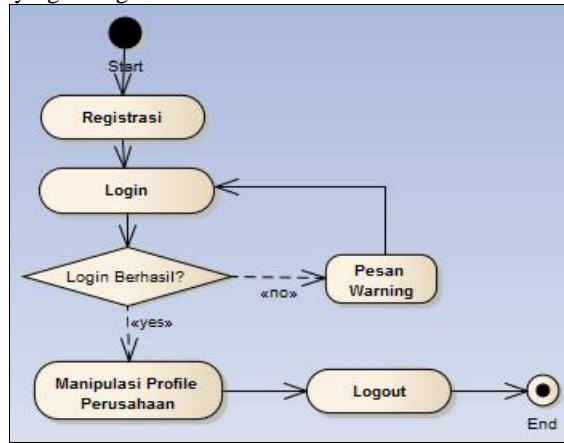 Start
Registrasi
Login
Login Berhasil?
«no»
Pesan
Warning
«yes»
Manipulasi Profile
Perusahaan
Logout
End